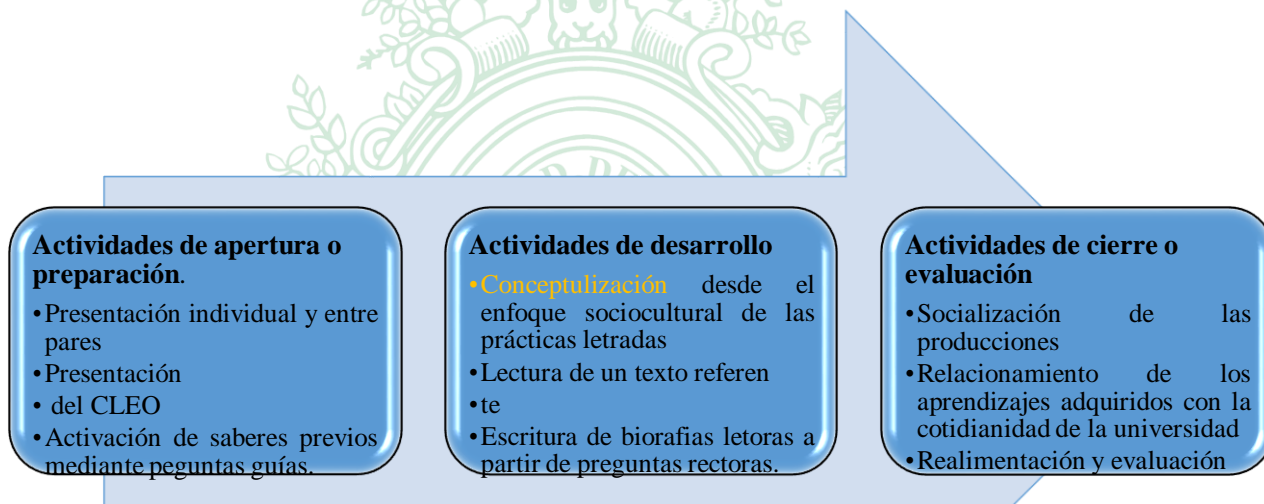 Actividades de apertura o
preparación.
•Presentación individual y entre
pares
•Presentación
• del CLEO
•Activación de saberes previos
mediante peguntas guías.
Actividades de desarrollo
•Conceptulización desde el
enfoque sociocultural de las
prácticas letradas
•Lectura de un texto referen
•te
•Escritura de biorafias letoras a
partir de preguntas rectoras.
Actividades de cierre o
evaluación
•Socialización de las
producciones
•Relacionamiento de los
aprendizajes adquiridos con la
cotidianidad de la universidad
•Realimentación y evaluación